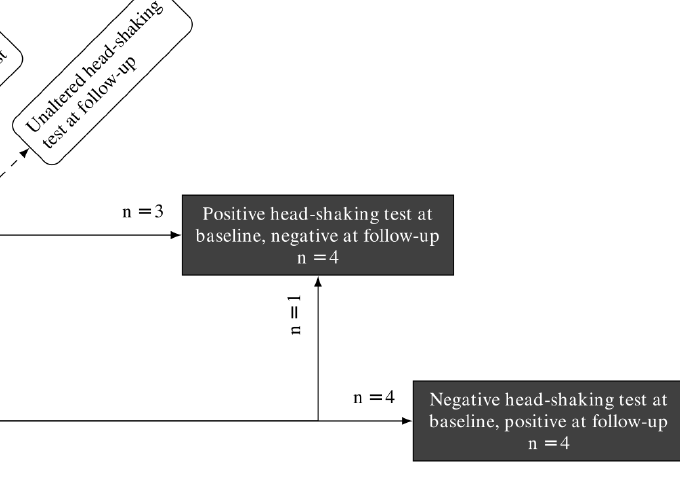 Unaltered head-shaking
test at follow-up
n = 3
Positive head-shaking test at
baseline, negative at follow-up
n = 4
n = 1
n = 4
Negative head-shaking test at
baseline, positive at follow-up
n = 4